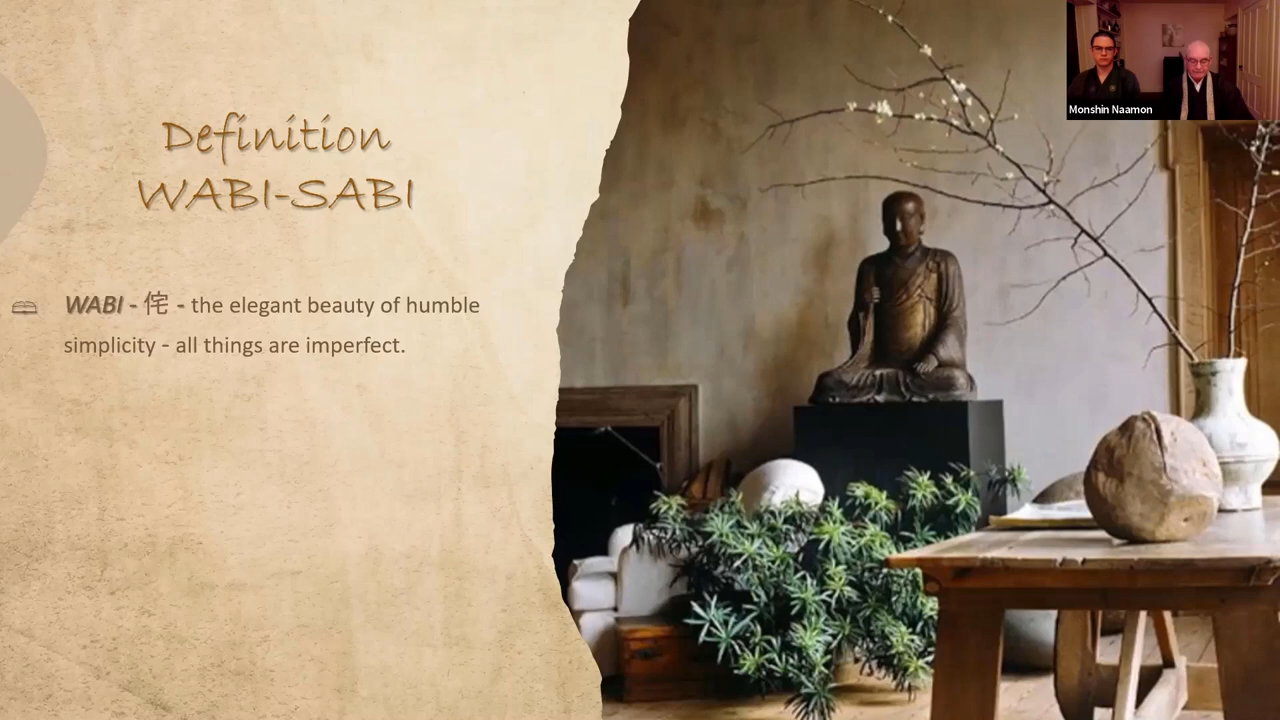 Definition
WABI-SABI
WABI - 侘 - the elegant beauty of humble
simplicity - all things are imperfect.
Monshin Naamon